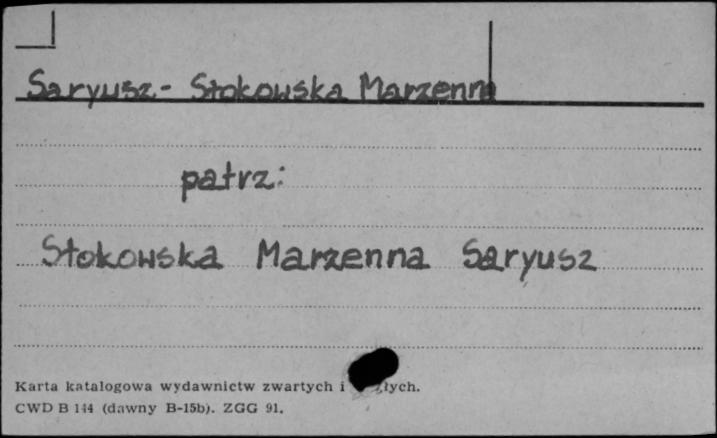 Saryusz - Stokowska Marzenna
patrz:
Stokowska Marzenna Saryusz
Karta katalogowa wydawnictw zwartych i
CWD B 144 (dawny B-15b). ZGG 91.